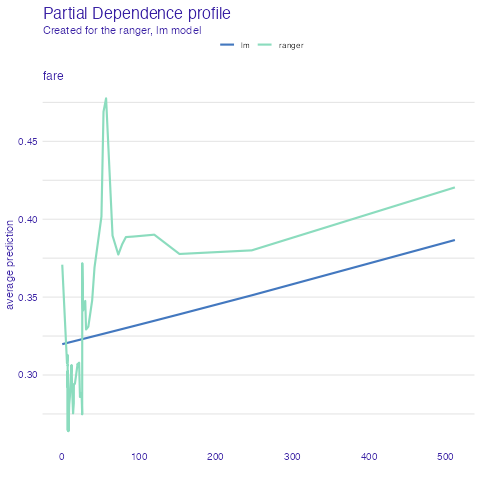 Partial Dependence profile
Created for the ranger, lm model
lm ranger
fare
0.45
0.40
0.35
0.30
average prediction
0 100 200 300 400 500